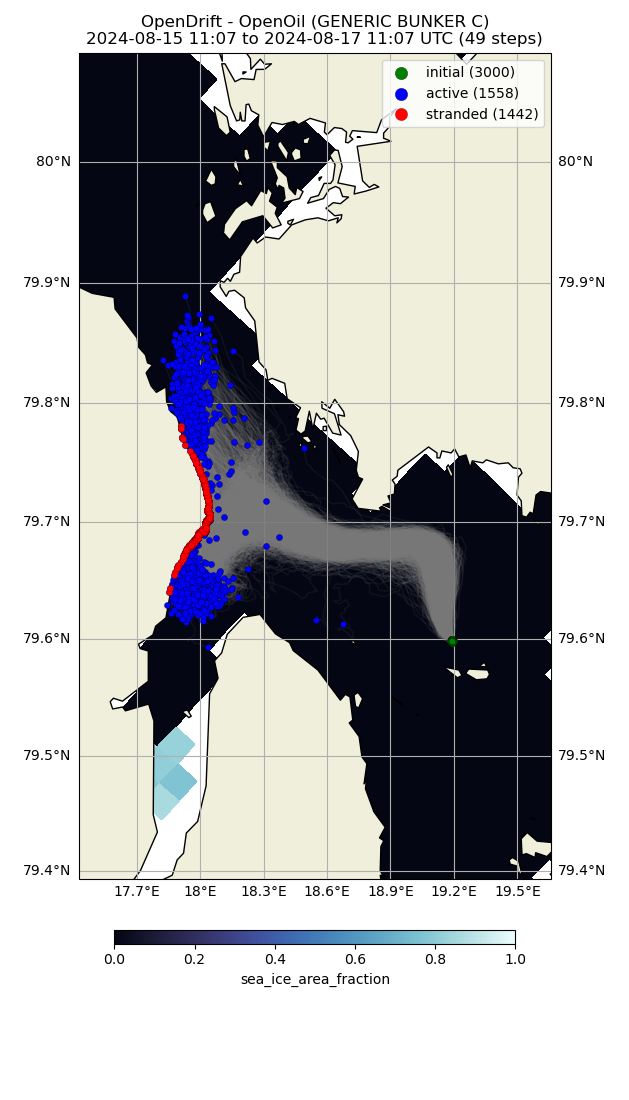 OpenDrift - OpenOil (GENERIC BUNKER C)
2024-08-15 11:07 to 2024-08-17 11:07 UTC (49 steps)
initial (3000)
active (1558)
stranded (1442)
80°N 80°N
79.9°N 79.9°N
79.8°N 79.8°N
79.7°N 79.7°N
79.6°N 79.6°N
79.5°N 79.5°N
79.4°N 79.4°N
17.7°E 18°E 18.3°E 18.6°E 18.9°E 19.2°E 19.5°E
0.0 0.2 0.4 0.6 0.8 1.0
sea_ice_area_fraction